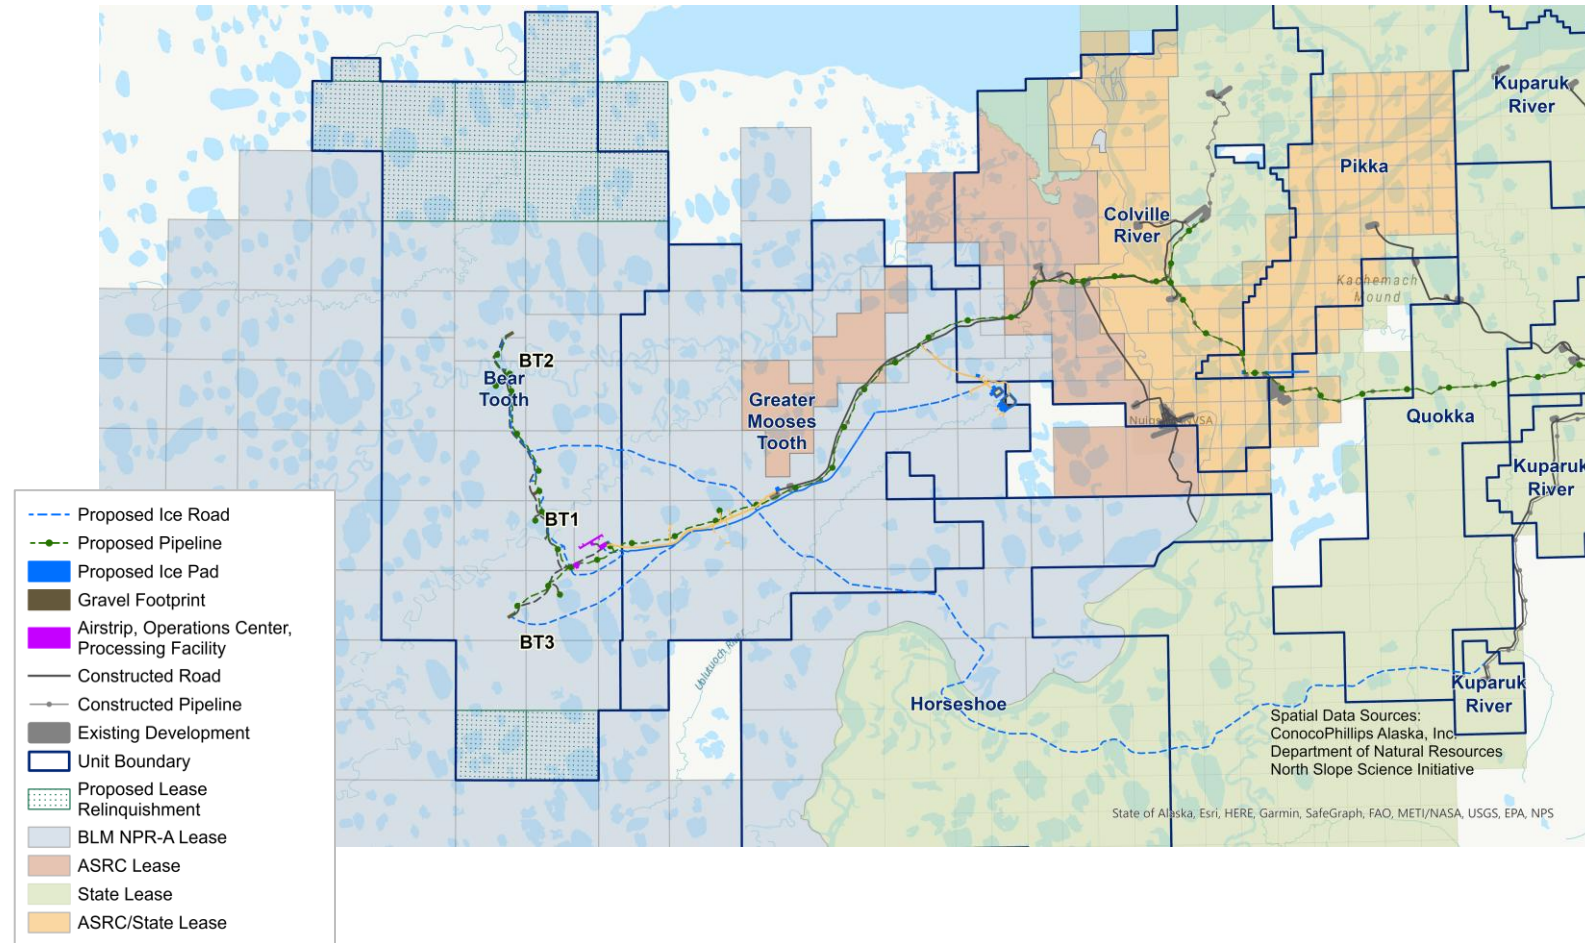 Kuparuk
River
Pikka
Colville
River
Kachemach
Mound
BT2
Bear
Tooth
Greater
Mooses
Tooth
Quokka
Kuparuk
River
BT1
BT3
Ublutuoch River
Horseshoe
Kuparuk
River
Spatial Data Sources:
ConocoPhillips Alaska, Inc.
Department of Natural Resources
North Slope Science Initiative
State of Alaska, Esri, HERE, Garmin, SafeGraph, FAO, METI/NASA, USGS, EPA, NPS
Proposed Ice Road
Proposed Pipeline
Proposed Ice Pad
Gravel Footprint
Airstrip, Operations Center,
Processing Facility
Constructed Road
Constructed Pipeline
Existing Development
Unit Boundary
Proposed Lease
Relinquishment
BLM NPR-A Lease
ASRC Lease
State Lease
ASRC/State Lease